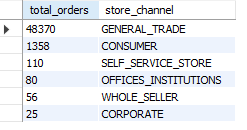 total_orders store_channel
48370 GENERAL_TRADE
1358 CONSUMER
110 SELF_SERVICE_STORE
80 OFFICES_INSTITUTIONS
56 WHOLE_SELLER
25 CORPORATE